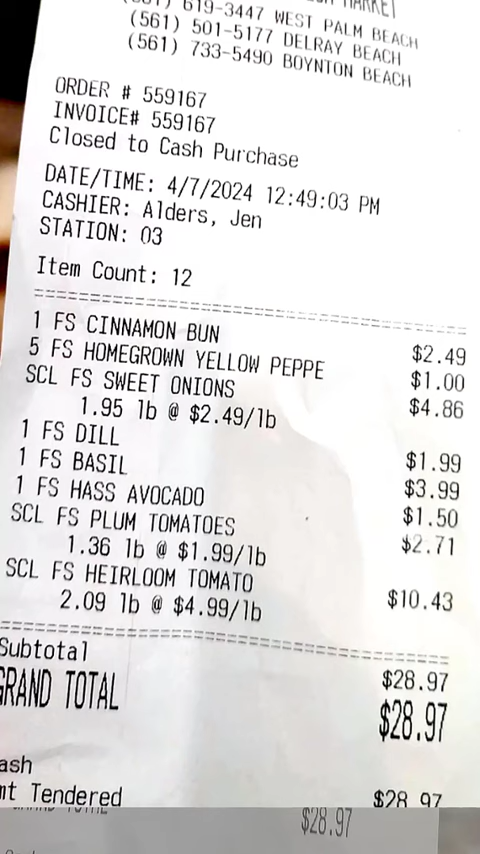 MARKET
619-3447 WEST PALM BEACH
(561) 501-5177 DELRAY BEACH
(561) 733-5490 BOYNTON BEACH
ORDER # 559167
INVOICE# 559167
Closed to Cash Purchase
DATE/TIME: 4/7/2024 12:49:03 PM
CASHIER: Alders, Jen
STATION: 03
Item Count: 12
1 FS CINNAMON BUN $2.49
5 FS HOMEGROWN YELLOW PEPPE $1.00
SCL FS SWEET ONIONS $4.86
1.95 lb @ $2.49/lb
1 FS DILL $1.99
1 FS BASIL $3.99
1 FS HASS AVOCADO $1.50
SCL FS PLUM TOMATOES $2.71
1.36 lb @ $1.99/lb
SCL FS HEIRLOOM TOMATO $10.43
2.09 lb @ $4.99/lb
Subtotal $28.97
GRAND TOTAL $28.97
ash
mt Tendered $28.97
$28.97